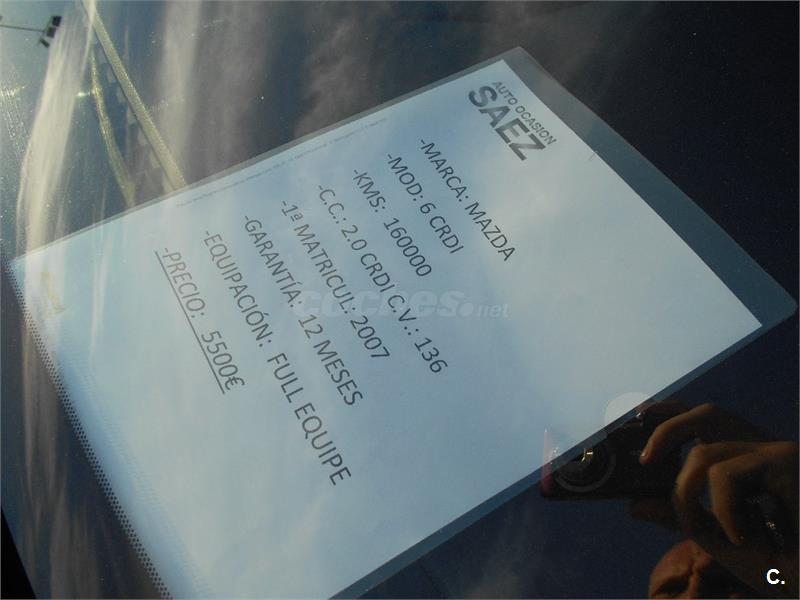 AUTO OCASION
SAEZ
-MARCA: MAZDA
-MOD: 6 CRDI
-KMS: 160000
-C.C.: 2.0 CRDI C.V.: 136
-1ª MATRICUL: 2007
-GARANTÍA: 12 MESES
-EQUIPACIÓN: FULL EQUIPE
-PRECIO: 5500€
coches.net
C.